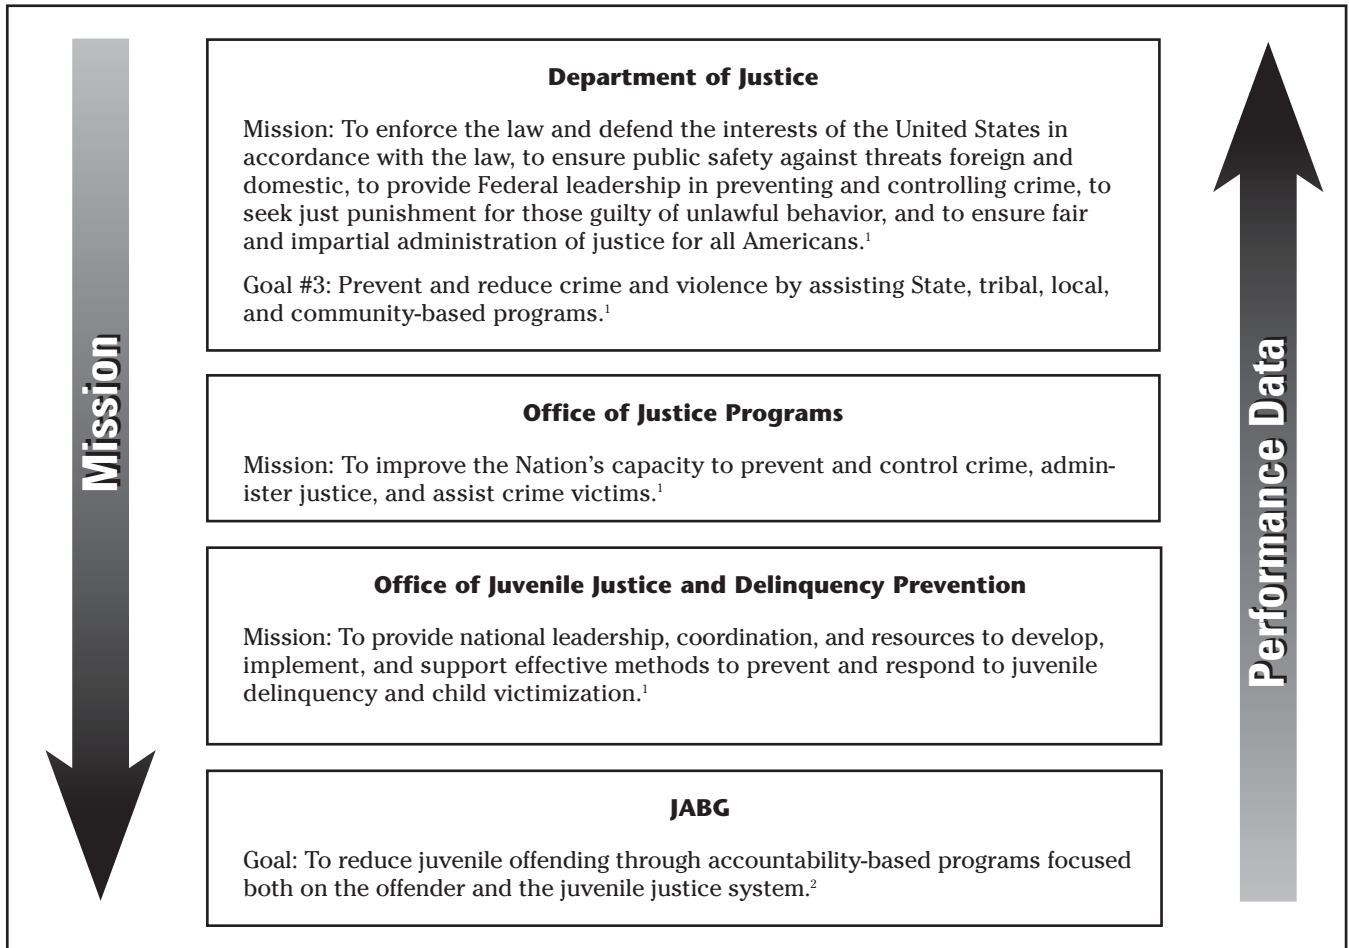 Department of Justice
Mission: To enforce the law and defend the interests of the United States in
accordance with the law, to ensure public safety against threats foreign and
domestic, to provide Federal leadership in preventing and controlling crime, to
seek just punishment for those guilty of unlawful behavior, and to ensure fair
and impartial administration of justice for all Americans.¹
Goal #3: Prevent and reduce crime and violence by assisting State, tribal, local,
and community-based programs.¹
Mission
Performance Data
Office of Justice Programs
Mission: To improve the Nation’s capacity to prevent and control crime, admin-
ister justice, and assist crime victims.¹
Office of Juvenile Justice and Delinquency Prevention
Mission: To provide national leadership, coordination, and resources to develop,
implement, and support effective methods to prevent and respond to juvenile
delinquency and child victimization.¹
JABG
Goal: To reduce juvenile offending through accountability-based programs focused
both on the offender and the juvenile justice system.²